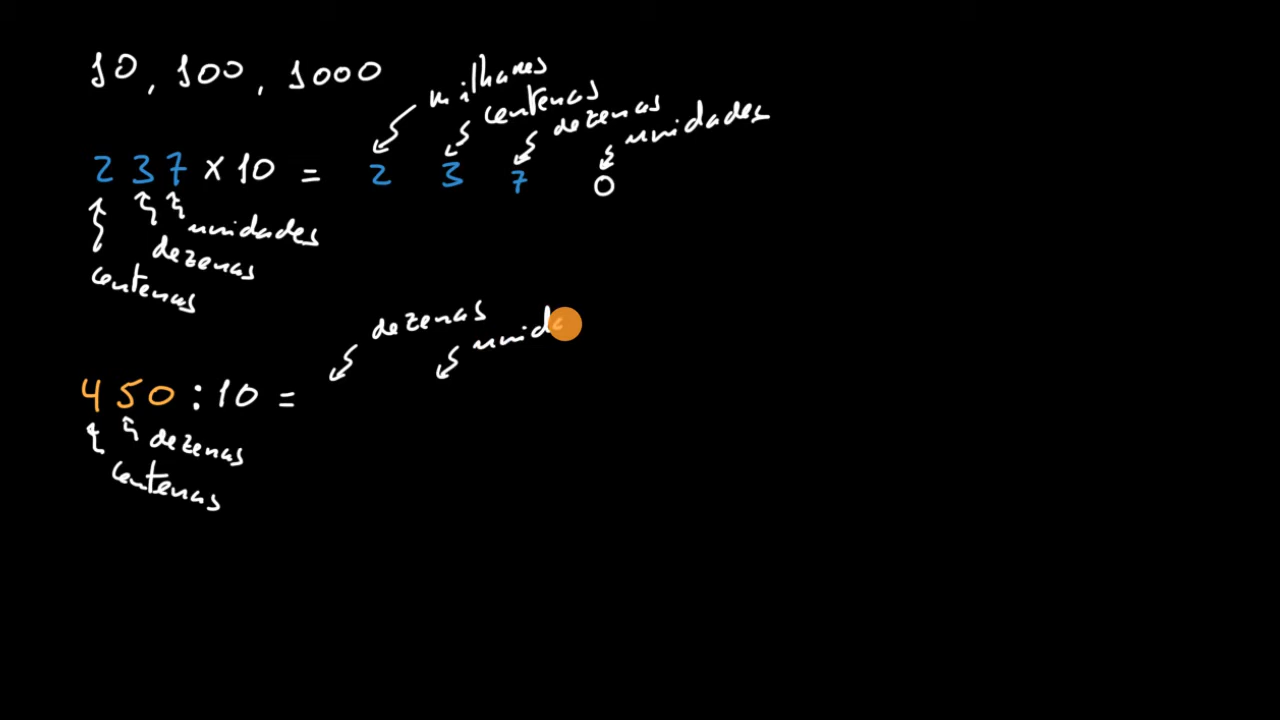 10, 100, 1000
milhares
centenas
dezenas
unidades
237 x 10 = 2 3 7 0
unidades
dezenas
centenas
dezenas
unida
450 : 10 =
dezenas
centenas